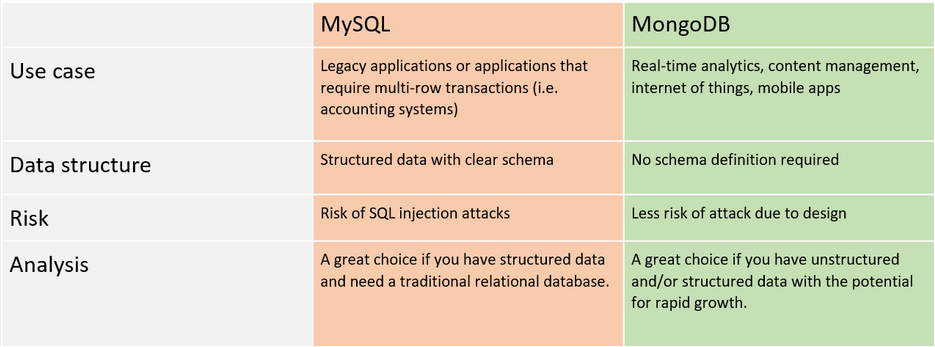 MySQL
MongoDB
Use case
Legacy applications or applications that
require multi-row transactions (i.e.
accounting systems)
Real-time analytics, content management,
internet of things, mobile apps
Data structure
Structured data with clear schema
No schema definition required
Risk
Risk of SQL injection attacks
Less risk of attack due to design
Analysis
A great choice if you have structured data
and need a traditional relational database.
A great choice if you have unstructured
and/or structured data with the potential
for rapid growth.